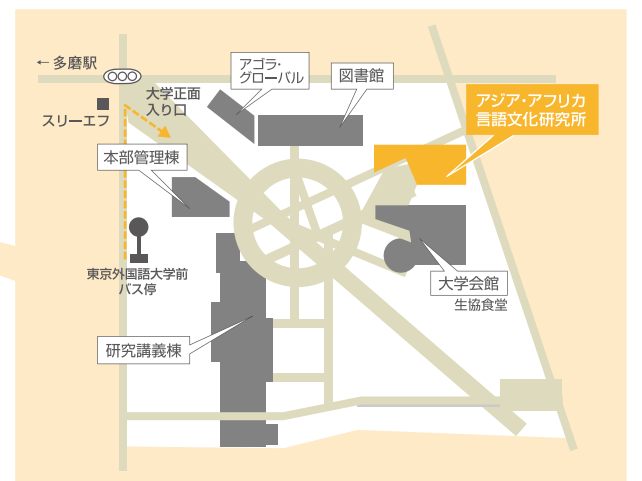 ←多磨駅
アゴラ・
グローバル
図書館
大学正面
入り口
アジア・アフリカ
言語文化研究所
スリーエフ
本部管理棟
東京外国語大学前
バス停
大学会館
生協食堂
研究講義棟